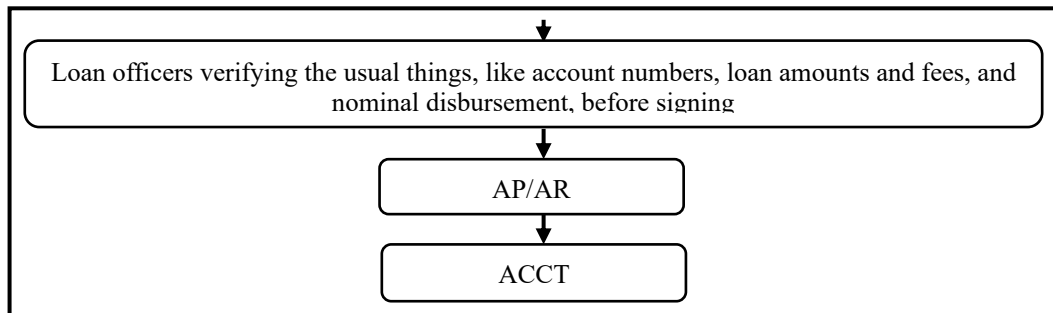 Loan officers verifying the usual things, like account numbers, loan amounts and fees, and
nominal disbursement, before signing
AP/AR
ACCT